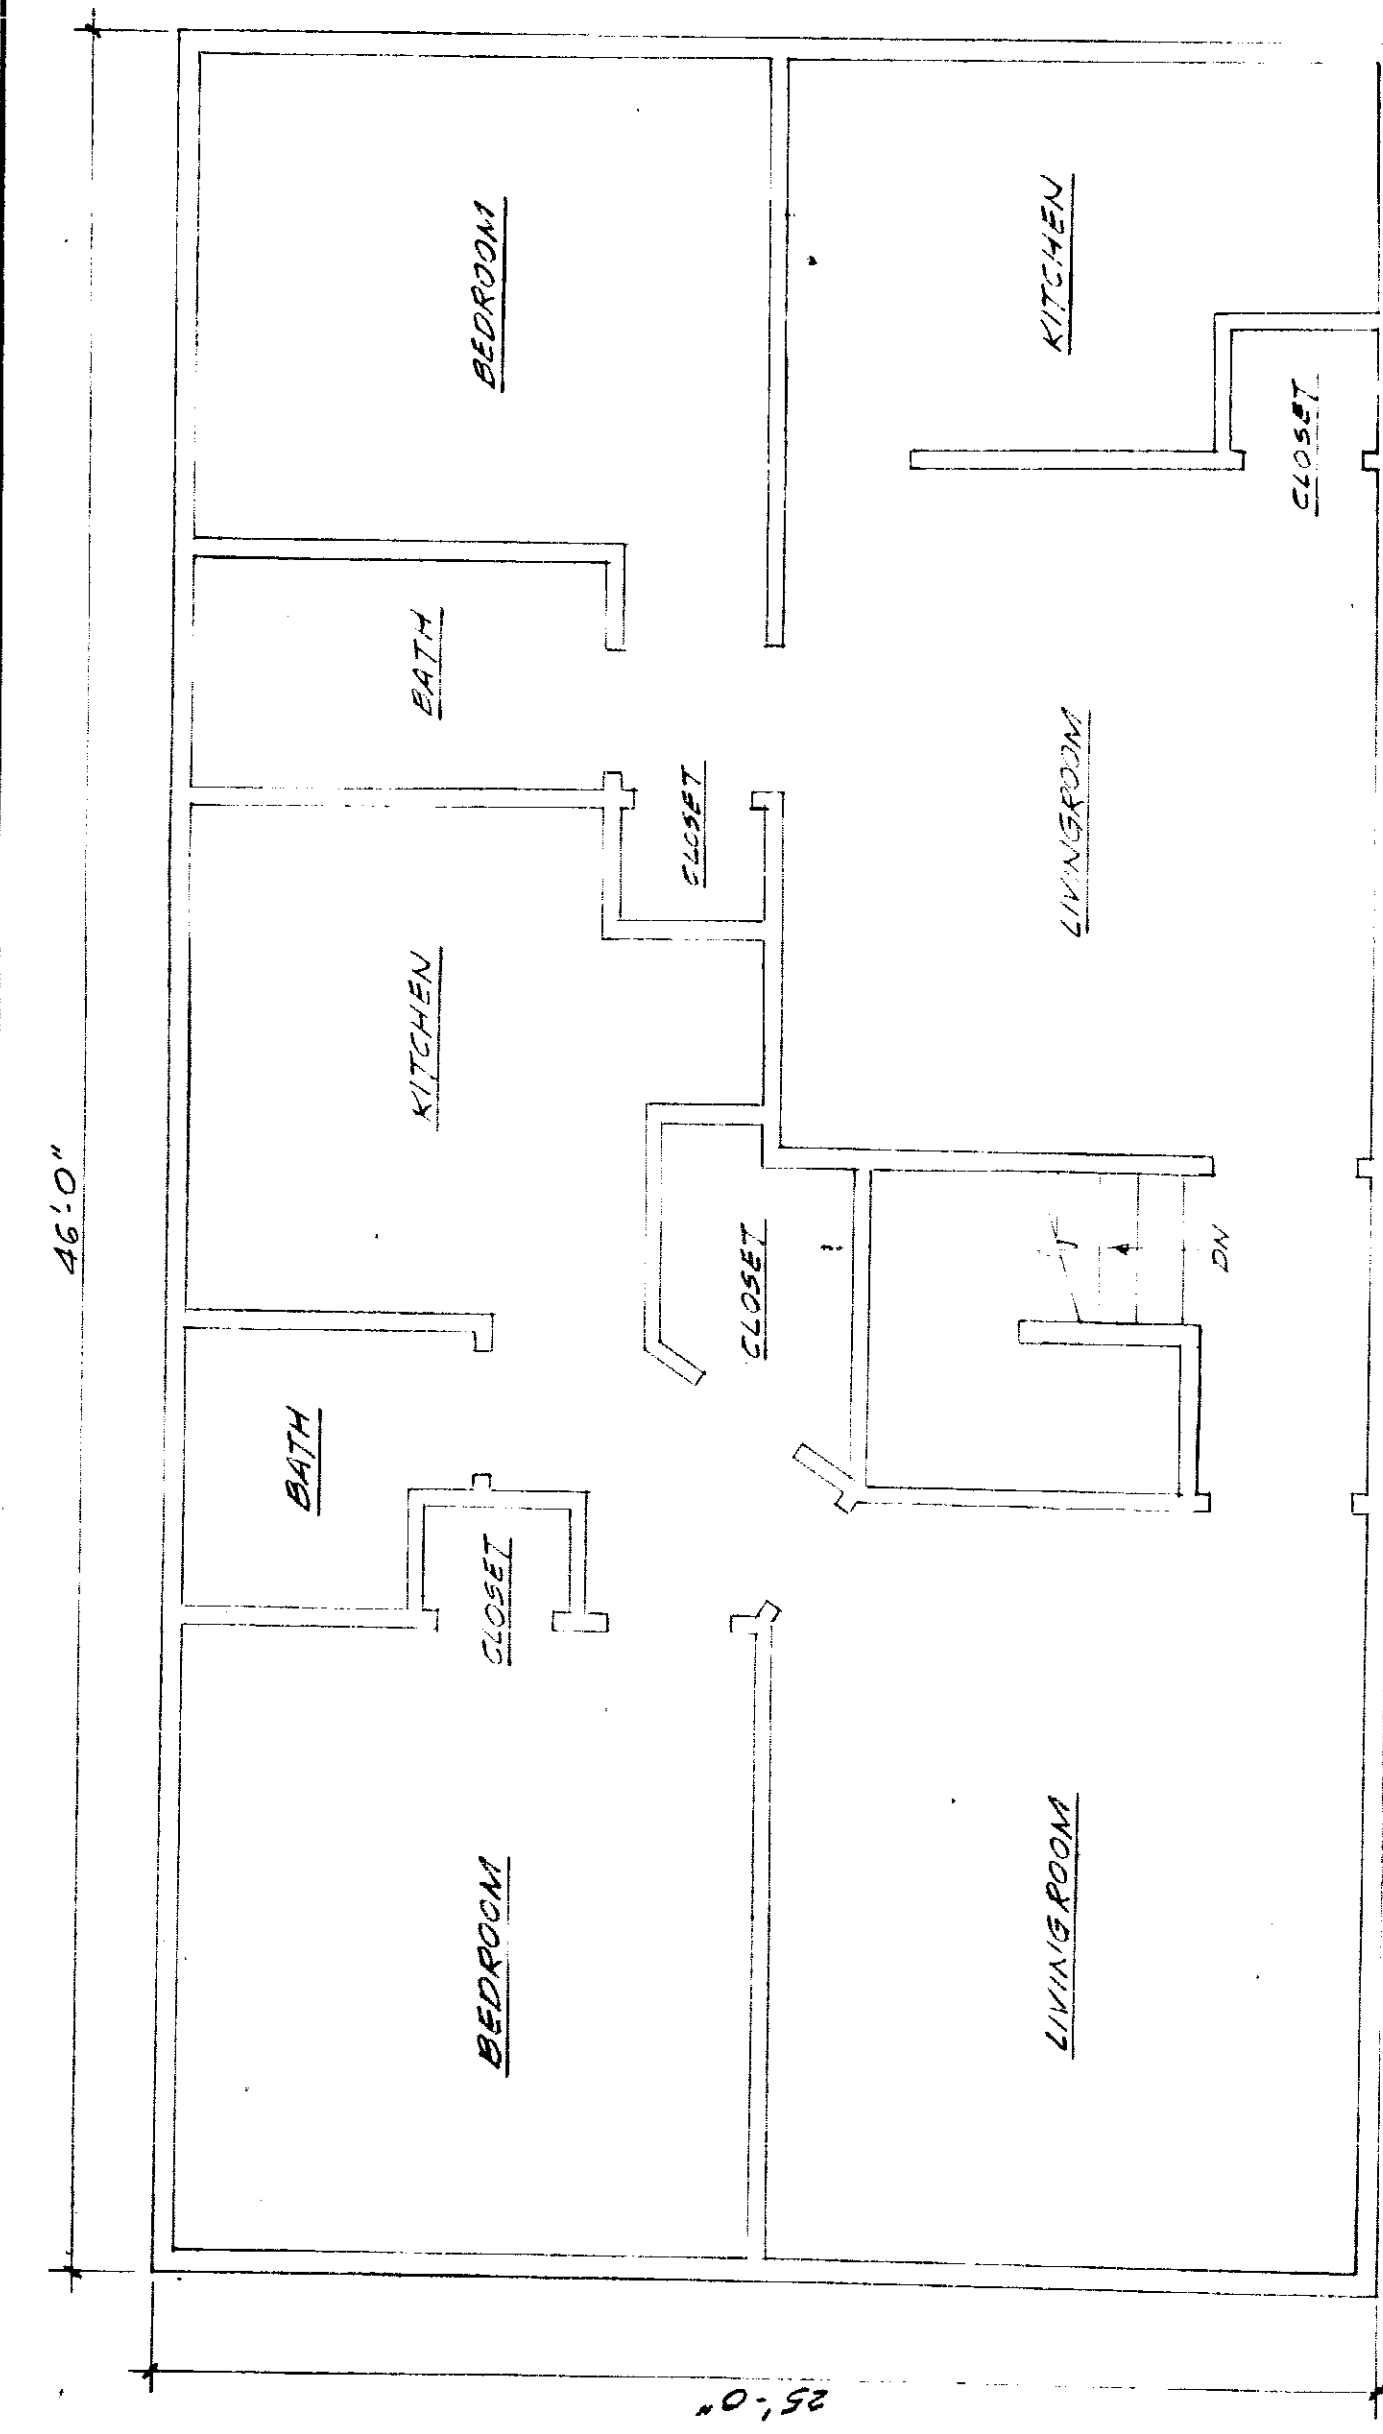 46'-0"
BEDROOM
BATH
KITCHEN
BATH
BEDROOM
CLOSET
CLOSET
CLOSET
KITCHEN
CLOSET
LIVINGROOM
DN
LIVINGROOM
25'-0"